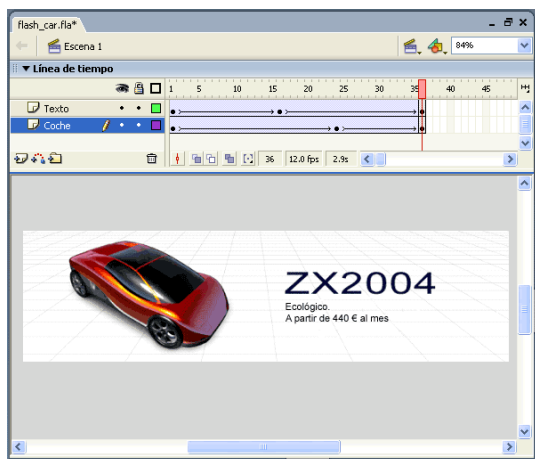 flash_car.fla*
Escena 1
84%
Línea de tiempo
1 5 10 15 20 25 30 35 40 45
Texto
Coche
36 12.0 fps 2.9s
ZX2004
Ecológico.
A partir de 440 € al mes